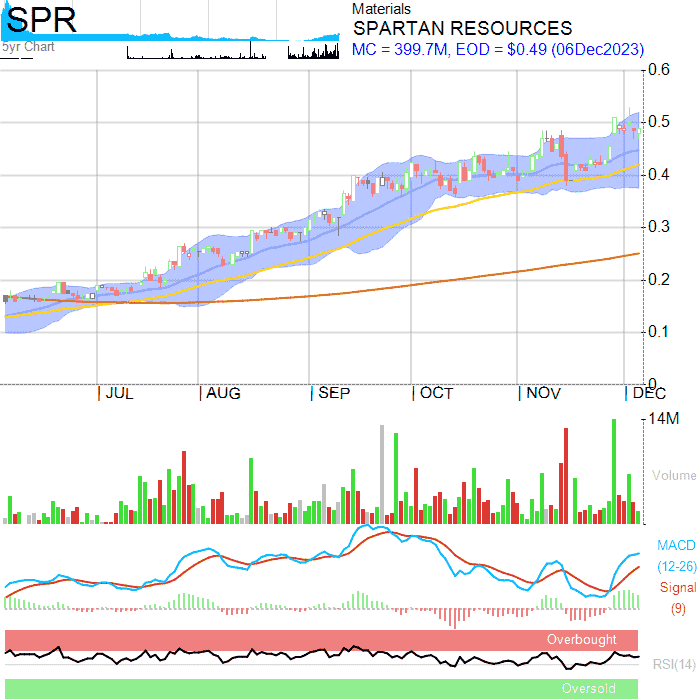 SPR
5yr Chart
Materials
SPARTAN RESOURCES
MC = 399.7M, EOD = $0.49 (06Dec2023)
0.6
0.5
0.4
0.3
0.2
0.1
0
JUL AUG SEP OCT NOV DEC
14M
Volume
MACD
(12-26)
Signal
(9)
Overbought
RSI(14)
Oversold